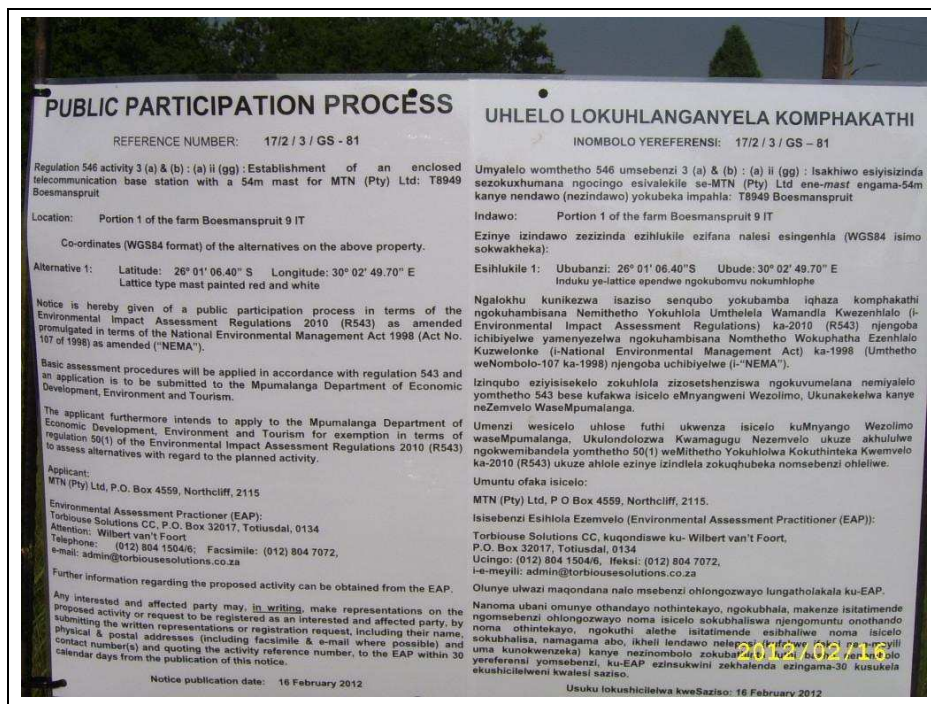 PUBLIC PARTICIPATION PROCESS
REFERENCE NUMBER: 17/2 / 3 / GS - 81
Regulation 546 activity 3 (a) & (b) : (a) ii (gg) : Establishment of an enclosed
telecommunication base station with a 54m mast for MTN (Pty) Ltd: T8949
Boesmanspruit
Location: Portion 1 of the farm Boesmanspruit 9 IT
Co-ordinates (WGS84 format) of the alternatives on the above property.
Alternative 1: Latitude: 26° 01' 06.40" S Longitude: 30° 02' 49.70" E
Lattice type mast painted red and white
Notice is hereby given of a public participation process in terms of the
Environmental Impact Assessment Regulations 2010 (R543) as amended
promulgated in terms of the National Environmental Management Act 1998 (Act No.
107 of 1998) as amended ("NEMA").
Basic assessment procedures will be applied in accordance with regulation 543 and
an application is to be submitted to the Mpumalanga Department of Economic
Development, Environment and Tourism.
The applicant furthermore intends to apply to the Mpumalanga Department of
Economic Development, Environment and Tourism for exemption in terms of
regulation 50(1) of the Environmental Impact Assessment Regulations 2010 (R543)
to assess alternatives with regard to the planned activity.
Applicant:
MTN (Pty) Ltd, P.O. Box 4559, Northcliff, 2115
Environmental Assessment Practitioner (EAP):
Torbiouse Solutions CC, P.O. Box 32017, Totiusdal, 0134
Attention: Wilbert van't Foort
Telephone: (012) 804 1504/6; Facsimile: (012) 804 7072,
e-mail: admin@torbiousesolutions.co.za
Further information regarding the proposed activity can be obtained from the EAP.
Any interested and affected party may, in writing, make representations on the
proposed activity or request to be registered as an interested and affected party, by
submitting the written representations or registration request, including their name,
physical & postal addresses (including facsimile & e-mail where possible) and
contact number(s) and quoting the activity reference number, to the EAP within 30
calendar days from the publication of this notice.
Notice publication date: 16 February 2012
UHLELO LOKUHLANGANYELA KOMPHAKATHI
INOMBOLO YEREFERENSI: 17/2 / 3 / GS – 81
Umyalelo womthetho 546 umsebenzi 3 (a) & (b) : (a) ii (gg) : Isakhiwo esiyisizinda
sezokuxhumana ngocingo esivalekile se-MTN (Pty) Ltd ene-mast engama-54m
kanye nendawo (nezindawo) yokubeka impahla: T8949 Boesmanspruit
Indawo: Portion 1 of the farm Boesmanspruit 9 IT
Ezinye izindawo zezizinda ezihlukile ezifana nalesi esingenhla (WGS84 isimo
sokwakheka):
Esihlukile 1: Ububanzi: 26° 01' 06.40"S Ubude: 30° 02' 49.70" E
Induku ye-lattice ependwe ngokubomvu nokumhlophe
Ngalokhu kunikezwa isaziso senqubo yokubamba iqhaza komphakathi
ngokuhambisana Nemithetho Yokuhlola Umthelela Wamandla Kwezenhlalo (i-
Environmental Impact Assessment Regulations) ka-2010 (R543) njengoba
ichibiyelwe yamenyezelwa ngokuhambisana Nomthetho Wokuphatha Ezenhlalo
Kuzwelonke (i-National Environmental Management Act) ka-1998 (Umthetho
weNombolo-107 ka-1998) njengoba uchibiyelwe (i-"NEMA").
Izinqubo eziyisisekelo zokuhlola zizosetshenziswa ngokuvumelana nemiyalelo
yomthetho 543 bese kufakwa isicelo eMnyangweni Wezolimo, Ukunakekelwa kanye
neZemvelo WaseMpumalanga.
Umenzi wesicelo uhlose futhi ukwenza isicelo kuMnyango Wezolimo
waseMpumalanga, Ukulondolozwa Kwamagugu Nezemvelo ukuze akhululwe
ngokwemibandela yomthetho 50(1) weMithetho Yokuhlolwa Kokuthinteka Kwemvelo
ka-2010 (R543) ukuze ahlole ezinye izindlela zokuqhubeka nomsebenzi ohleliwe.
Umuntu ofaka isicelo:
MTN (Pty) Ltd, P O Box 4559, Northcliff, 2115.
Isisebenzi Esihlola Ezemvelo (Environmental Assessment Practitioner (EAP)):
Torbiouse Solutions CC, kuqondiswe ku- Wilbert van't Foort,
P.O. Box 32017, Totiusdal, 0134
Ucingo: (012) 804 1504/6, Ifeksi: (012) 804 7072,
i-e-meyili: admin@torbiousesolutions.co.za
Olunye ulwazi maqondana nalo msebenzi ohlongozwayo lungatholakala ku-EAP.
Nanoma ubani omunye othandayo nothintekayo, ngokubhala, makenze isitatimende
ngomsebenzi ohlongozwayo noma isicelo sokubhaliswa njengomuntu onothando
noma othintekayo, ngokuthi alethe isitatimende esibhaliwe noma isicelo
sokubhalisa, namagama abo, ikheli lendawo
uma kunokwenzeka) kanye nezinombolo
yereferensi yomsebenzi, ku-EAP ezinsukwini zekhalenda ezingama-30 kusukela
ekushicilelweni kwalesi saziso.
Usuku lokushicilelwa kweSaziso: 16 February 2012
2012/02/16